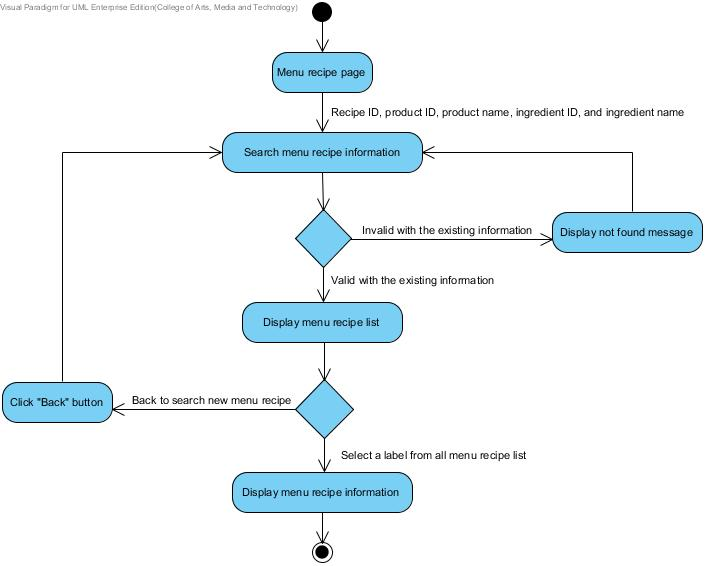 Visual Paradigm for UML Enterprise Edition(College of Arts, Media and Technology)
Menu recipe page
Recipe ID, product ID, product name, ingredient ID, and ingredient name
Search menu recipe information
Invalid with the existing information
Display not found message
Valid with the existing information
Display menu recipe list
Back to search new menu recipe
Click "Back" button
Select a label from all menu recipe list
Display menu recipe information